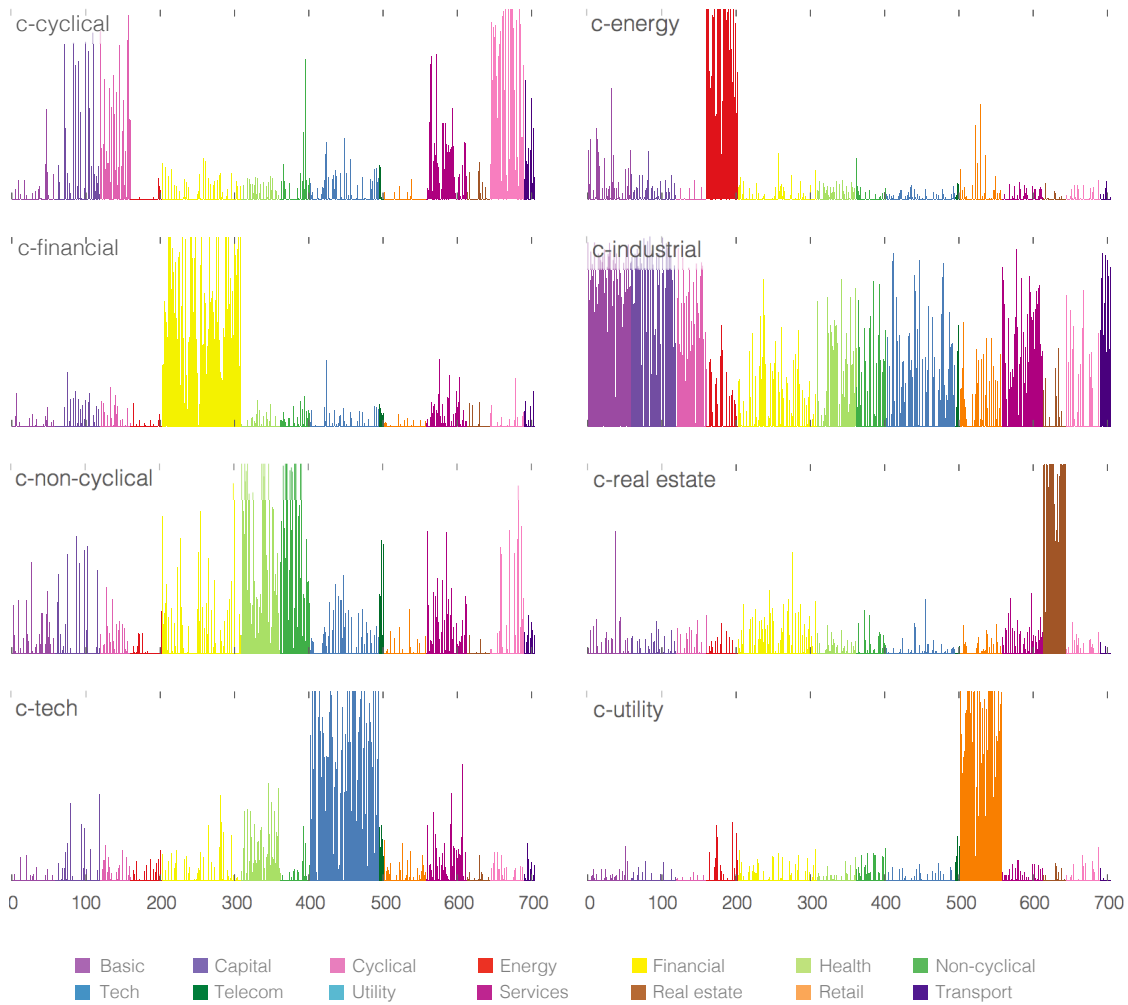 c-cyclical c-energy
c-financial c-industrial
c-non-cyclical c-real estate
c-tech c-utility
0 100 200 300 400 500 600 700 0 100 200 300 400 500 600 700
Basic Capital Cyclical Energy Financial Health Non-cyclical
Tech Telecom Utility Services Real estate Retail Transport